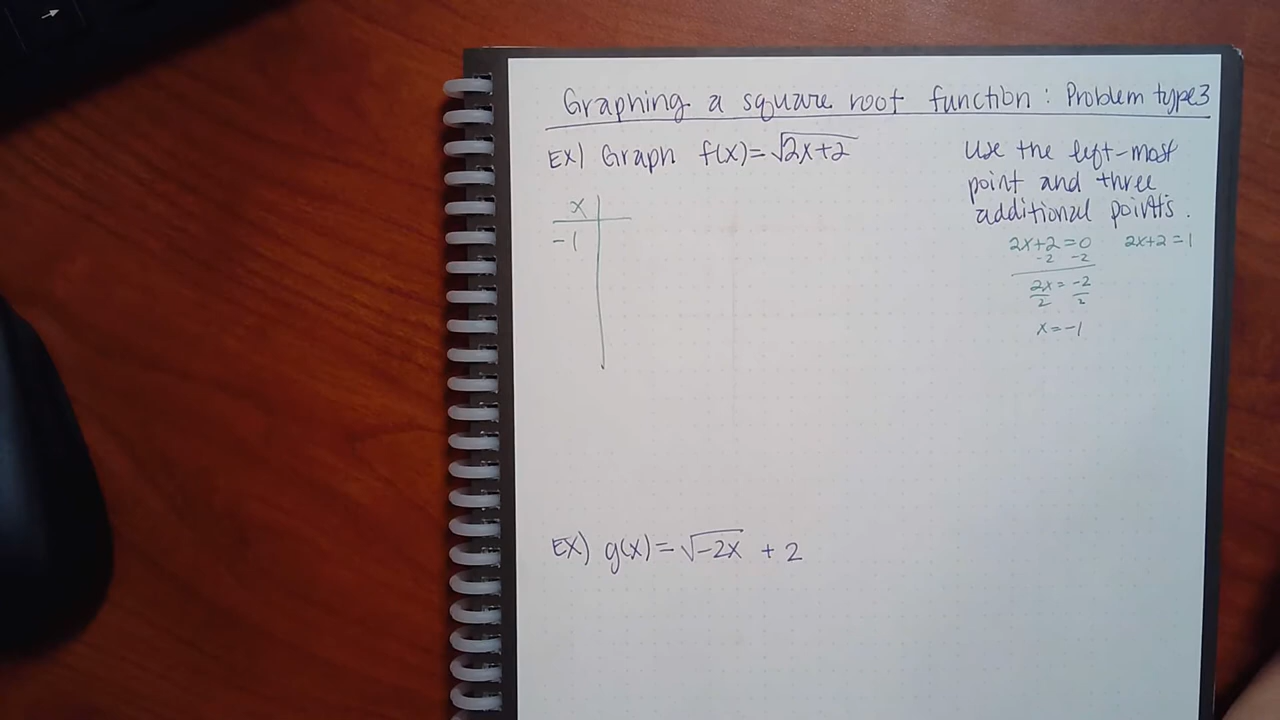 Graphing a square root function: Problem type 3
EX) Graph f(x)=√2x+2
Use the left-most
point and three
additional points.
x
-1
2x+2=0
-2 -2
2x = -2
2 2
x=-1
2x+2=1
EX) g(x)=√-2x + 2